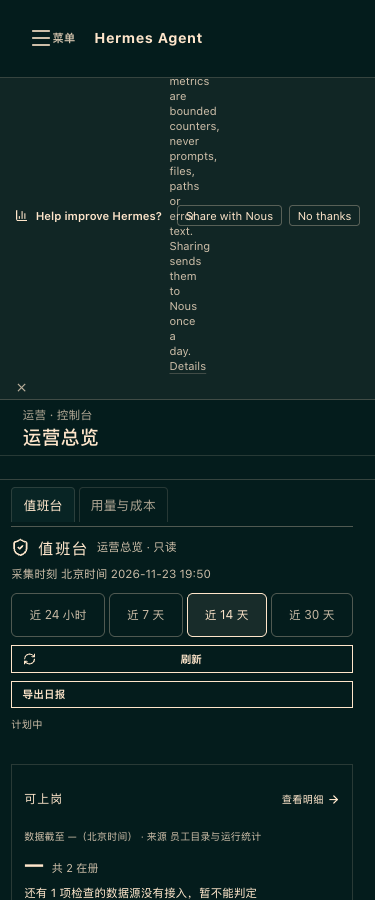 菜单
Hermes Agent
metrics
are
bounded
counters,
never
prompts,
files,
paths
or
Help improve Hermes?
error
Share with Nous
No thanks
text.
Sharing
sends
them
to
Nous
once
a
day.
Details
运营 · 控制台
运营总览
值班台
用量与成本
值班台
运营总览 · 只读
采集时刻 北京时间 2026-11-23 19:50
近 24 小时
近 7 天
近 14 天
近 30 天
刷新
导出日报
计划中
可上岗
查看明细 →
数据截至 —（北京时间） · 来源 员工目录与运行统计
— 共 2 在册
还有 1 项检查的数据源没有接入，暂不能判定